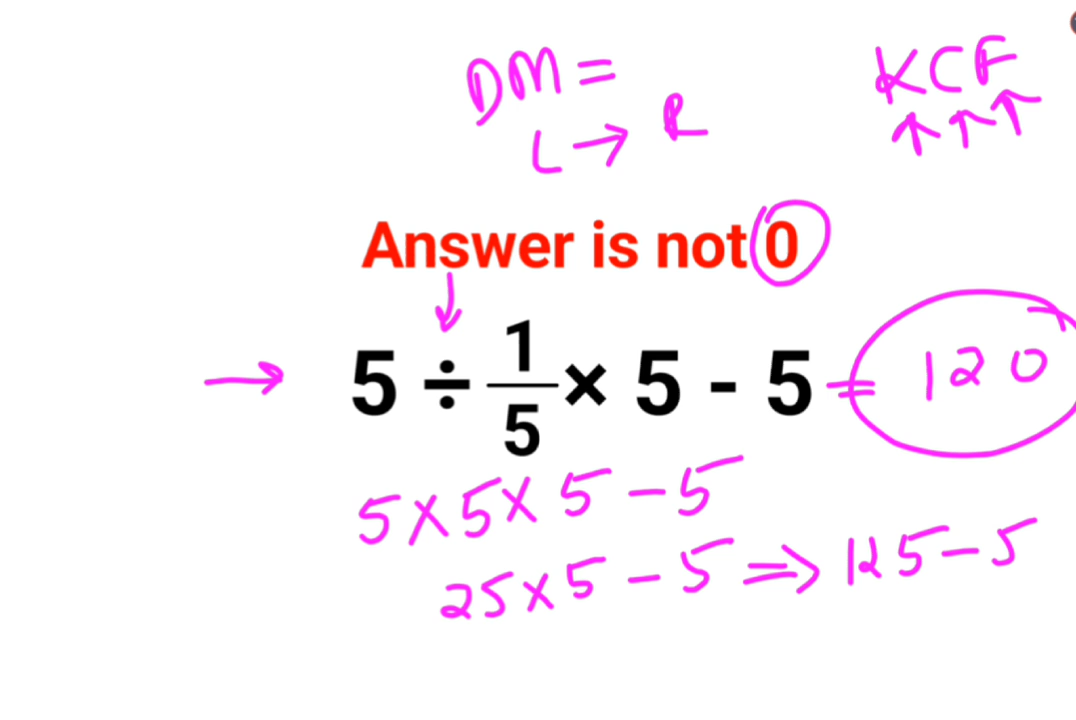 DM =
L → R
KCF
↑ ↑ ↑
Answer is not 0
→ 5 ÷ 1/5 × 5 - 5 = 120
5 × 5 × 5 - 5
25 × 5 - 5 ⇒ 125 - 5